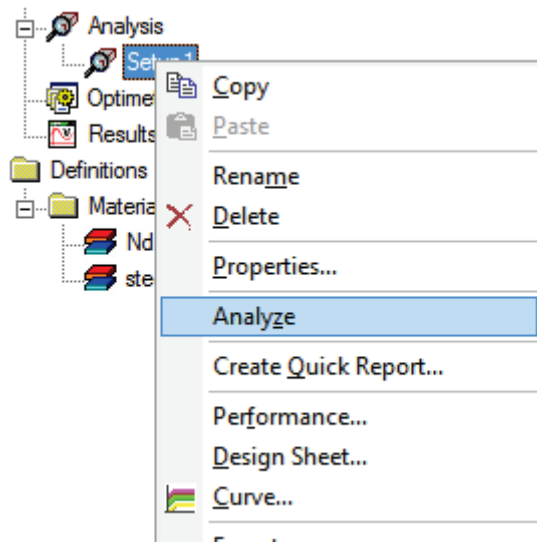 Analysis
Setup1
Copy
Optime
Paste
Results
Definitions
Rename
Materia
Delete
Nd
Properties...
ste
Analyze
Create Quick Report...
Performance...
Design Sheet...
Curve...